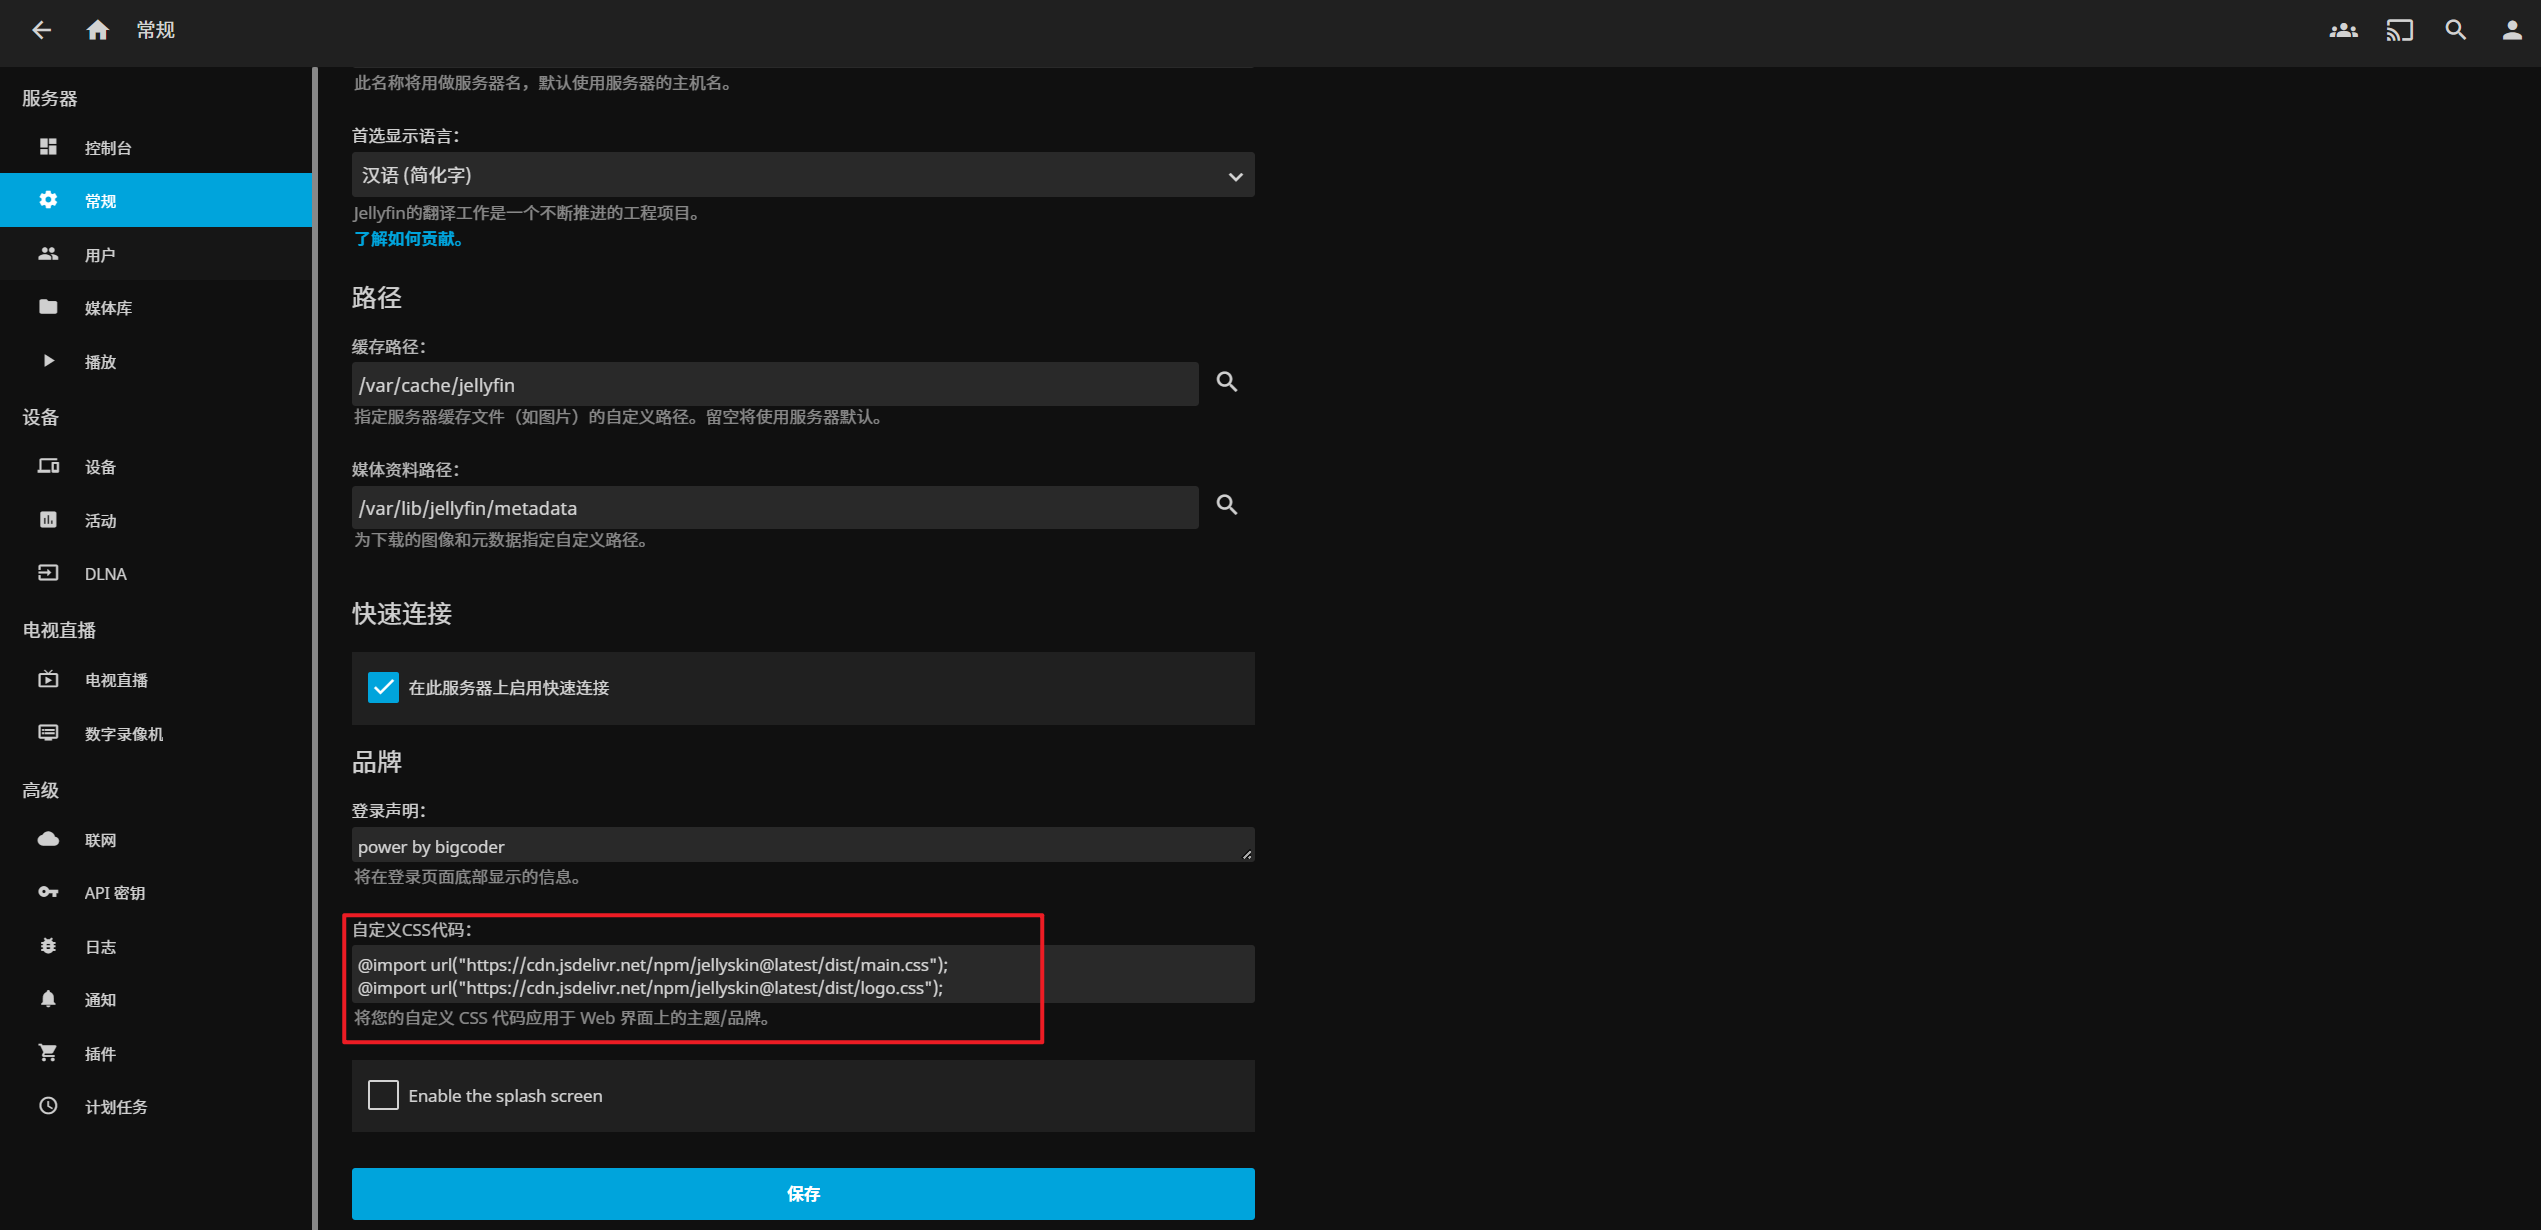 常规
服务器
控制台
常规
用户
媒体库
播放
设备
设备
活动
DLNA
电视直播
电视直播
数字录像机
高级
联网
API 密钥
日志
通知
插件
计划任务
此名称将用做服务器名，默认使用服务器的主机名。
首选显示语言：
汉语 (简化字)
Jellyfin的翻译工作是一个不断推进的工程项目。
了解如何贡献。
路径
缓存路径：
/var/cache/jellyfin
指定服务器缓存文件（如图片）的自定义路径。留空将使用服务器默认。
媒体资料路径：
/var/lib/jellyfin/metadata
为下载的图像和元数据指定自定义路径。
快速连接
在此服务器上启用快速连接
品牌
登录声明：
power by bigcoder
将在登录页面底部显示的信息。
自定义CSS代码：
@import url("https://cdn.jsdelivr.net/npm/jellyskin@latest/dist/main.css");
@import url("https://cdn.jsdelivr.net/npm/jellyskin@latest/dist/logo.css");
将您的自定义 CSS 代码应用于 Web 界面上的主题/品牌。
Enable the splash screen
保存